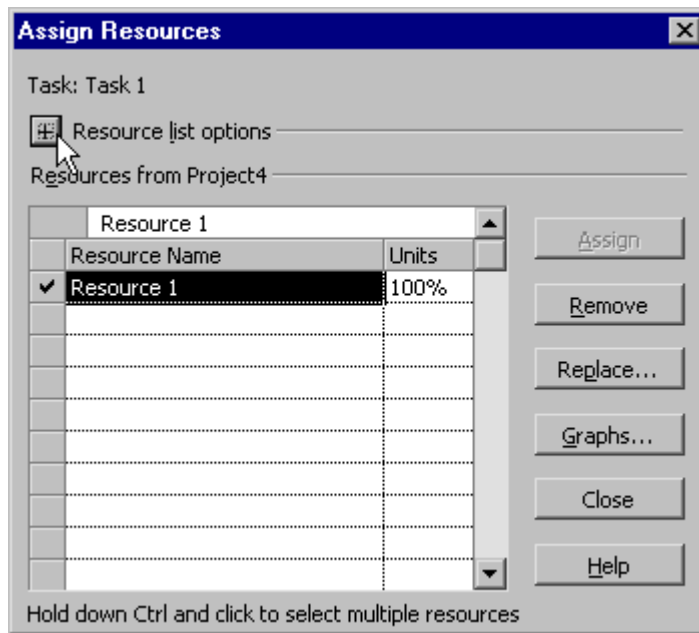 Assign Resources
Task: Task 1
Resource list options
Resources from Project4
Resource 1
Resource Name Units
Resource 1 100%
Assign
Remove
Replace...
Graphs...
Close
Help
Hold down Ctrl and click to select multiple resources